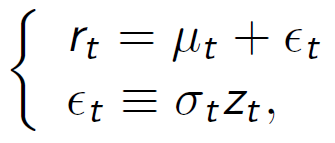 r_t = μ_t + ϵ_t
ϵ_t ≡ σ_t z_t,